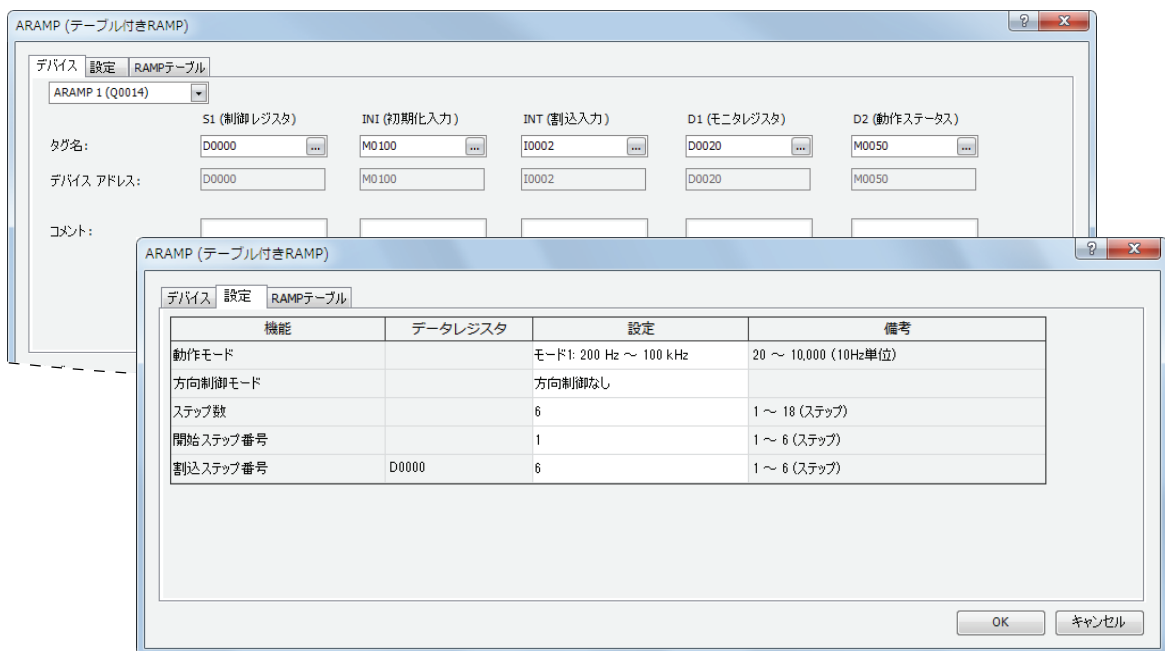 ARAMP (テーブル付きRAMP)
デバイス 設定 RAMPテーブル
ARAMP 1 (Q0014)
S1 (制御レジスタ) INI (初期化入力) INT (割込入力) D1 (モニタレジスタ) D2 (動作ステータス)
タグ名: D0000 ... M0100 ... I0002 ... D0020 ... M0050 ...
デバイス アドレス: D0000 M0100 I0002 D0020 M0050
コメント:
ARAMP (テーブル付きRAMP)
デバイス 設定 RAMPテーブル
機能 データレジスタ 設定 備考
動作モード モード1: 200 Hz ～ 100 kHz 20 ～ 10,000 (10Hz単位)
方向制御モード 方向制御なし
ステップ数 6 1 ～ 18 (ステップ)
開始ステップ番号 1 1 ～ 6 (ステップ)
割込ステップ番号 D0000 6 1 ～ 6 (ステップ)
OK キャンセル